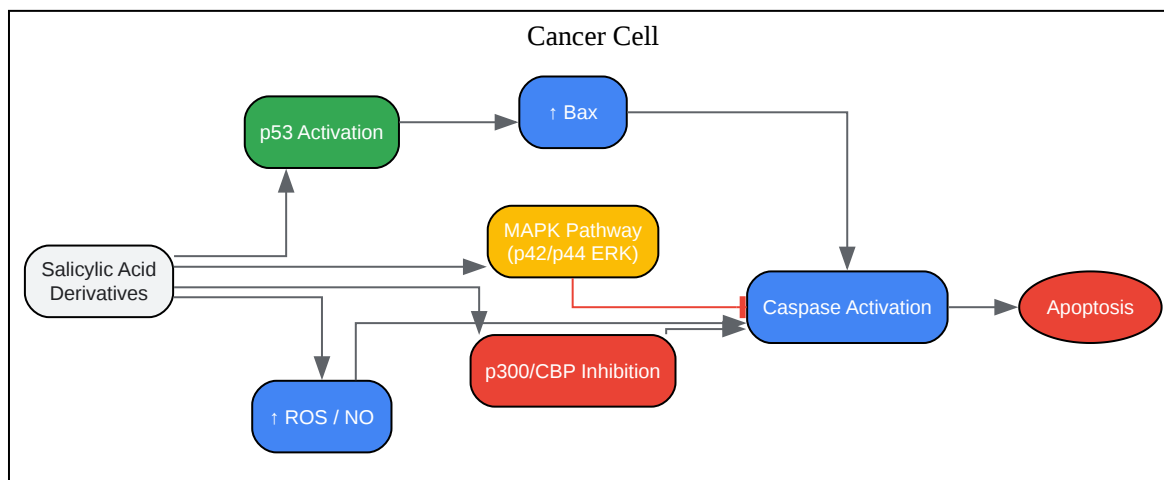 Cancer Cell
↑ Bax
p53 Activation
MAPK Pathway
(p42/p44 ERK)
Salicylic Acid
Derivatives
Caspase Activation
Apoptosis
p300/CBP Inhibition
↑ ROS / NO